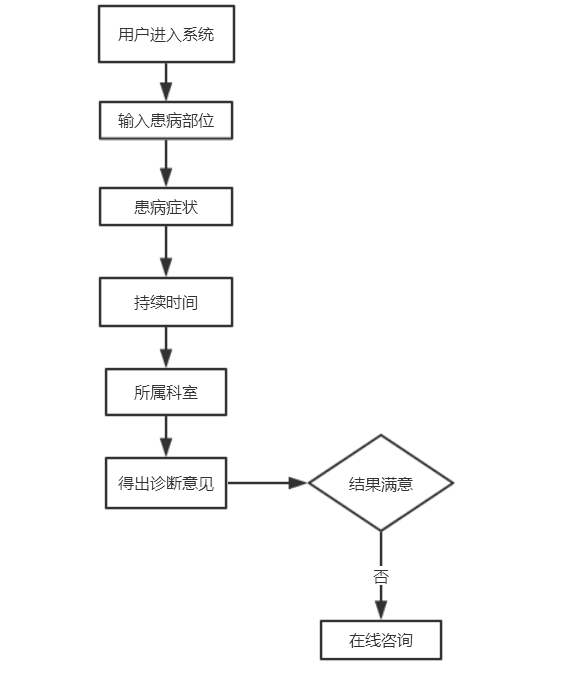 用户进入系统
输入患病部位
患病症状
持续时间
所属科室
得出诊断意见
结果满意
否
在线咨询